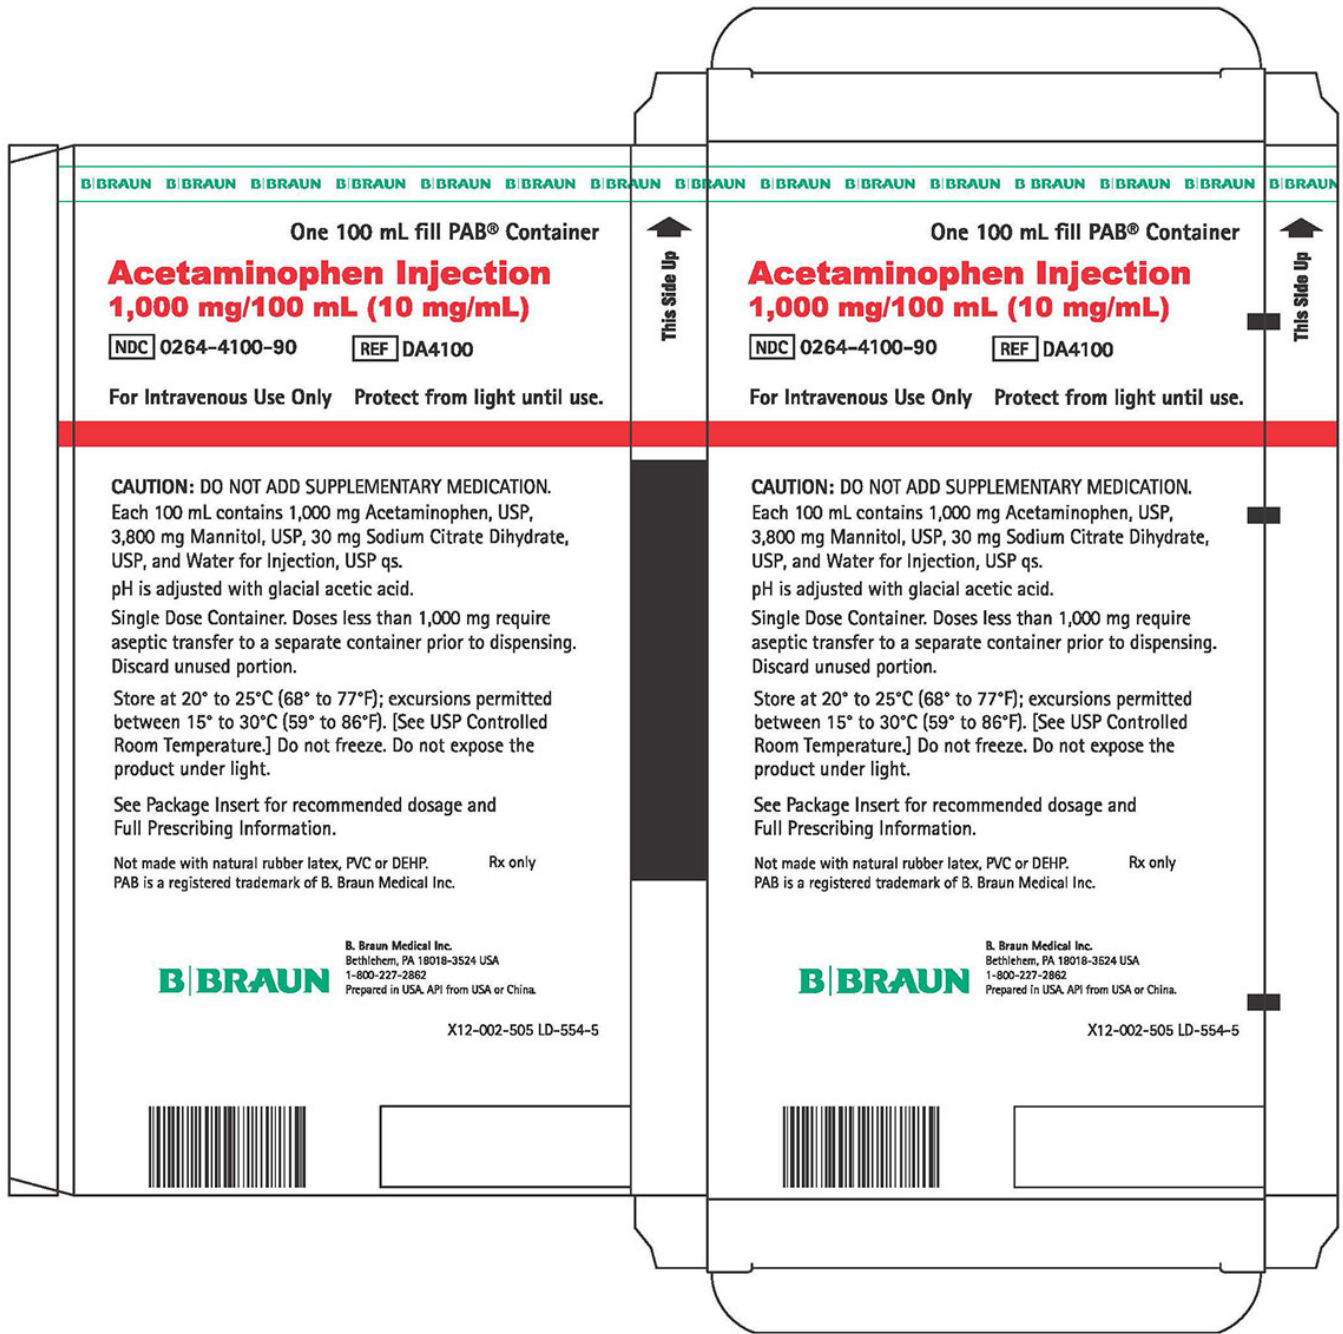 B|BRAUN B|BRAUN B|BRAUN B|BRAUN B|BRAUN B|BRAUN B|BRAUN B|BRAUN B|BRAUN B|BRAUN B|BRAUN B BRAUN B|BRAUN B|BRAUN B|BRAUN
One 100 mL fill PAB® Container
Acetaminophen Injection
1,000 mg/100 mL (10 mg/mL)
NDC 0264-4100-90 REF DA4100
For Intravenous Use Only Protect from light until use.
CAUTION: DO NOT ADD SUPPLEMENTARY MEDICATION.
Each 100 mL contains 1,000 mg Acetaminophen, USP,
3,800 mg Mannitol, USP, 30 mg Sodium Citrate Dihydrate,
USP, and Water for Injection, USP qs.
pH is adjusted with glacial acetic acid.
Single Dose Container. Doses less than 1,000 mg require
aseptic transfer to a separate container prior to dispensing.
Discard unused portion.
Store at 20° to 25°C (68° to 77°F); excursions permitted
between 15° to 30°C (59° to 86°F). [See USP Controlled
Room Temperature.] Do not freeze. Do not expose the
product under light.
See Package Insert for recommended dosage and
Full Prescribing Information.
Not made with natural rubber latex, PVC or DEHP. Rx only
PAB is a registered trademark of B. Braun Medical Inc.
B|BRAUN
B. Braun Medical Inc.
Bethlehem, PA 18018-3524 USA
1-800-227-2862
Prepared in USA. API from USA or China.
X12-002-505 LD-554-5
This Side Up
One 100 mL fill PAB® Container
Acetaminophen Injection
1,000 mg/100 mL (10 mg/mL)
NDC 0264-4100-90 REF DA4100
For Intravenous Use Only Protect from light until use.
CAUTION: DO NOT ADD SUPPLEMENTARY MEDICATION.
Each 100 mL contains 1,000 mg Acetaminophen, USP,
3,800 mg Mannitol, USP, 30 mg Sodium Citrate Dihydrate,
USP, and Water for Injection, USP qs.
pH is adjusted with glacial acetic acid.
Single Dose Container. Doses less than 1,000 mg require
aseptic transfer to a separate container prior to dispensing.
Discard unused portion.
Store at 20° to 25°C (68° to 77°F); excursions permitted
between 15° to 30°C (59° to 86°F). [See USP Controlled
Room Temperature.] Do not freeze. Do not expose the
product under light.
See Package Insert for recommended dosage and
Full Prescribing Information.
Not made with natural rubber latex, PVC or DEHP. Rx only
PAB is a registered trademark of B. Braun Medical Inc.
B|BRAUN
B. Braun Medical Inc.
Bethlehem, PA 18018-3524 USA
1-800-227-2862
Prepared in USA. API from USA or China.
X12-002-505 LD-554-5
This Side Up